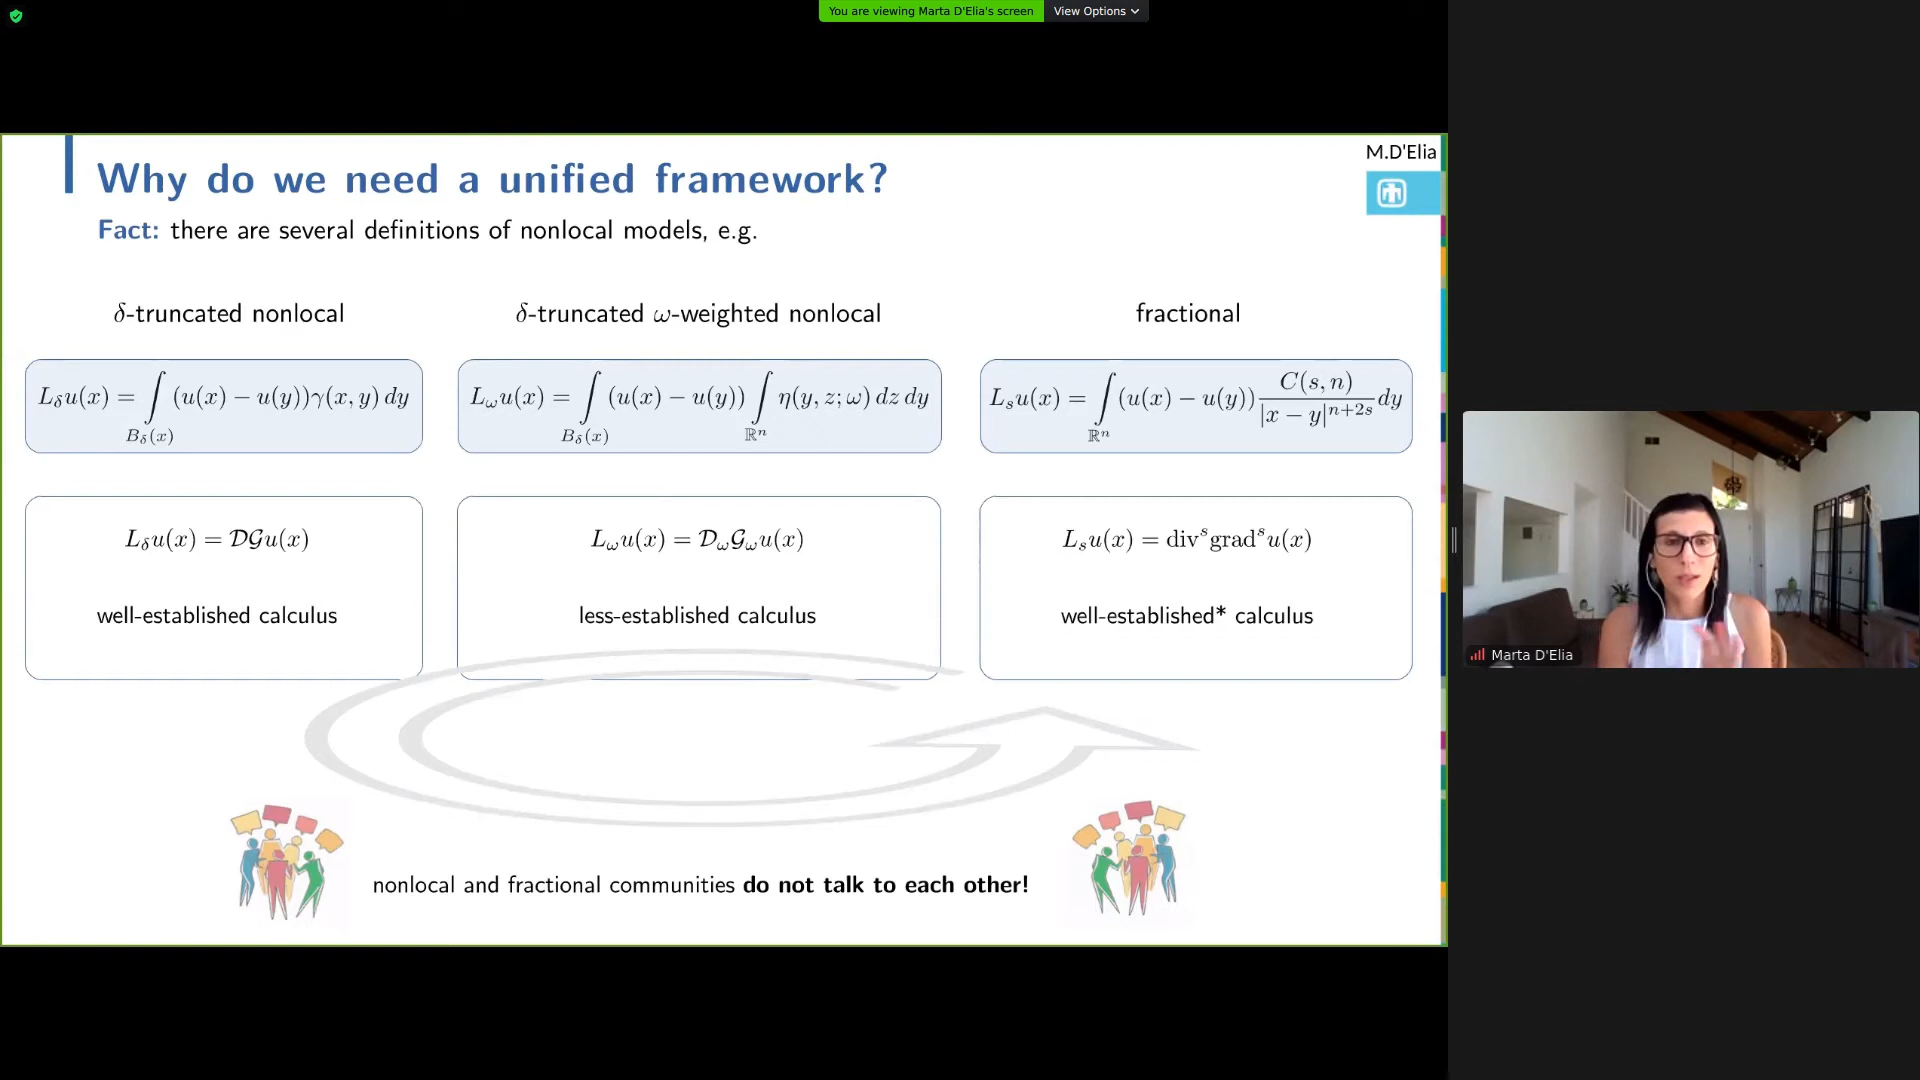 You are viewing Marta D'Elia's screen View Options
M.D'Elia
Why do we need a unified framework?
Fact: there are several definitions of nonlocal models, e.g.
δ-truncated nonlocal
δ-truncated ω-weighted nonlocal
fractional
L_δu(x) = ∫_{B_δ(x)} (u(x) − u(y))γ(x, y) dy
L_ωu(x) = ∫_{B_δ(x)} (u(x) − u(y)) ∫_{ℝⁿ} η(y, z; ω) dz dy
L_su(x) = ∫_{ℝⁿ} (u(x) − u(y)) C(s, n)/|x − y|^{n+2s} dy
L_δu(x) = 𝒟𝒢u(x)
well-established calculus
L_ωu(x) = 𝒟_ω𝒢_ωu(x)
less-established calculus
L_su(x) = div^s grad^s u(x)
well-established* calculus
nonlocal and fractional communities do not talk to each other!
Marta D'Elia